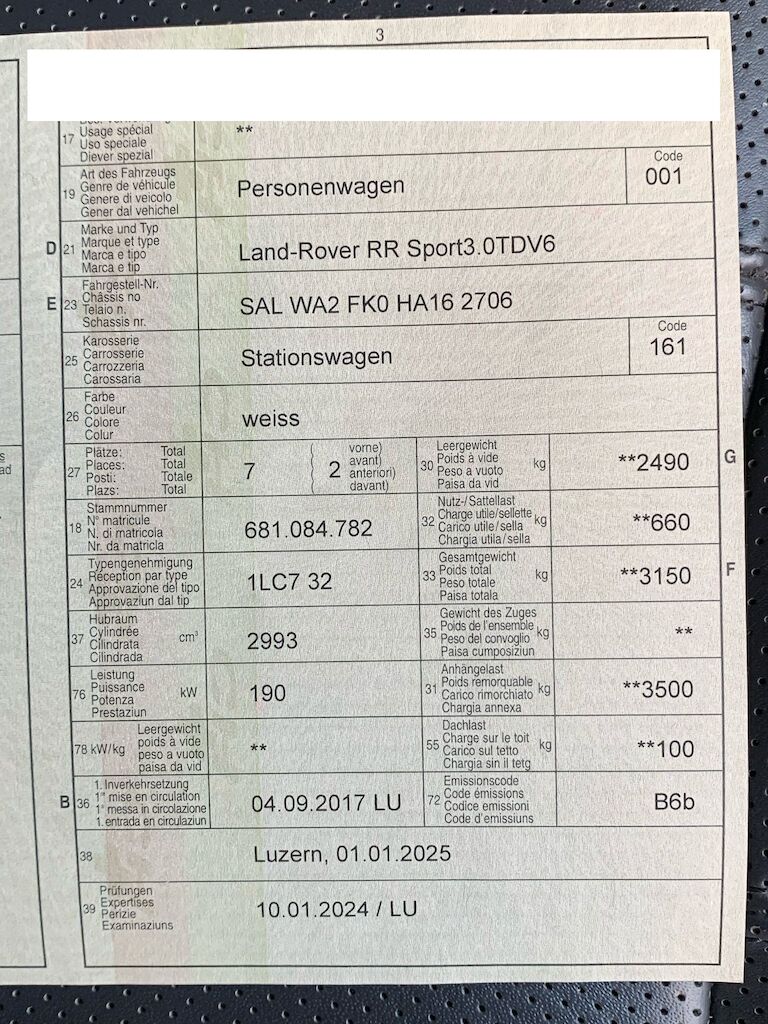 3
17 Usage spécial **
Uso speciale
Diever spezial
Art des Fahrzeugs
19 Genre de véhicule Personenwagen Code 001
Genere di veicolo
Gener dal vehichel
Marke und Typ
D 21 Marque et type Land-Rover RR Sport3.0TDV6
Marca e tipo
Marca e tip
Fahrgestell-Nr.
E 23 Châssis no SAL WA2 FK0 HA16 2706
Telaio n.
Schassis nr.
Karosserie
25 Carrosserie Stationswagen Code 161
Carrozzeria
Carossaria
Farbe
26 Couleur weiss
Colore
Colur
Plätze: Total
27 Places: Total 7 ( 2 vorne)
Posti: Totale avant)
Plazs: Total anteriori)
davant)
Leergewicht
30 Poids à vide kg **2490 G
Peso a vuoto
Paisa da vid
Stammnummer
18 N° matricule 681.084.782
N. di matricola
Nr. da matricla
Nutz-/Sattellast
32 Charge utile/sellette kg **660
Carico utile/sella
Chargia utila/sella
Typengenehmigung
24 Réception par type 1LC7 32
Approvazione del tipo
Approvaziun dal tip
Gesamtgewicht
33 Poids total kg **3150 F
Peso totale
Paisa totala
Hubraum
37 Cylindrée cm³ 2993
Cilindrata
Cilindrada
Gewicht des Zuges
35 Poids de l'ensemble kg **
Peso del convoglio
Paisa cumposiziun
Leistung
76 Puissance kW 190
Potenza
Prestaziun
Anhängelast
31 Poids remorquable kg **3500
Carico rimorchiato
Chargia annexa
Leergewicht
78 kW/kg poids à vide **
peso a vuoto
paisa da vid
Dachlast
55 Charge sur le toit kg **100
Carico sul tetto
Chargia sin il tetg
1. Inverkehrsetzung
B 36 1re mise en circulation 04.09.2017 LU
1a messa in circolazione
1. entrada en circulaziun
Emissionscode
72 Code émissions B6b
Codice emissioni
Code d'emissiuns
38 Luzern, 01.01.2025
Prüfungen
39 Expertises 10.01.2024 / LU
Perizie
Examinaziuns